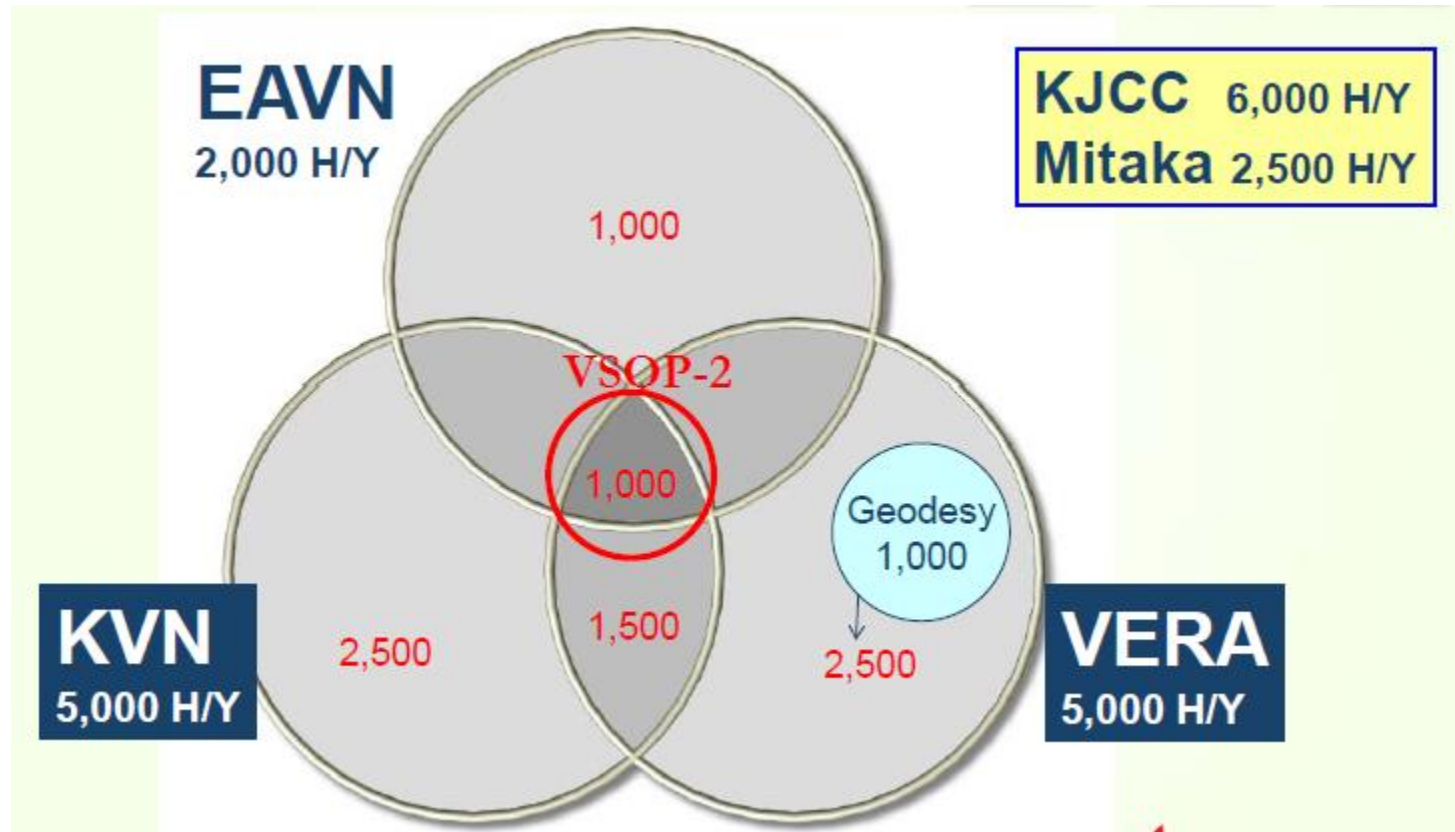 EAVN
2,000 H/Y
KJCC 6,000 H/Y
Mitaka 2,500 H/Y
1,000
VSOP-2
1,000
Geodesy
1,000
KVN
5,000 H/Y
2,500
1,500
2,500
VERA
5,000 H/Y